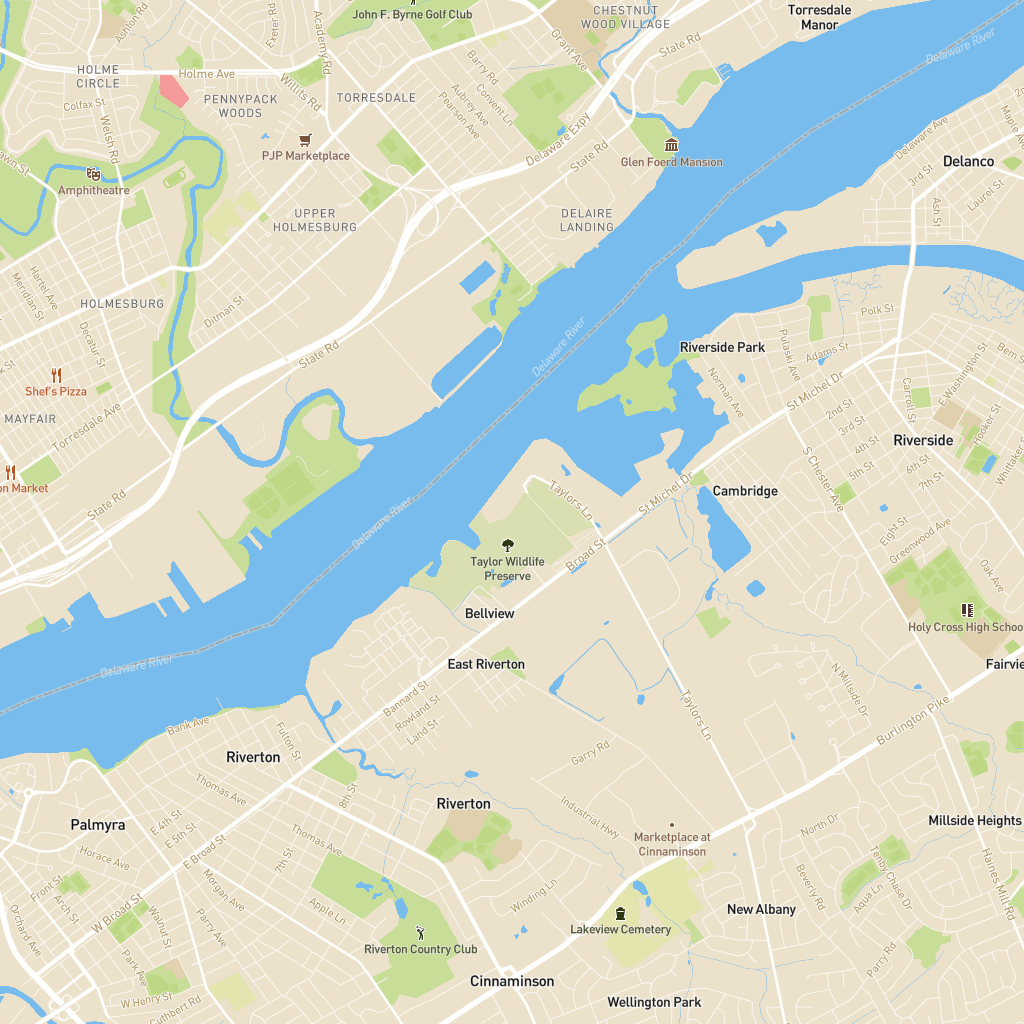 Ashton Rd
Exeter Rd
Academy Rd
John F. Byrne Golf Club
CHESTNUT
WOOD VILLAGE
Torresdale
Manor
Grant Ave
State Rd
Delaware River
HOLME
CIRCLE
Holme Ave
Willits Rd
Barry Rd
Convent Ln
Aubrey Ave
Pearson Ave
Colfax St
PENNYPACK
WOODS
TORRESDALE
Welsh Rd
PJP Marketplace
Delaware Expy
State Rd
Glen Foerd Mansion
Delaware Ave
Maple A
Delanco
3rd St
Laurel St
Ash St
Amphitheatre
UPPER
HOLMESBURG
DELAIRE
LANDING
Hartel Ave
Meridian St
HOLMESBURG
Ditman St
Decatur St
State Rd
Delaware River
Polk St
Pulaski Ave
Riverside Park
Adams St
Bem S
Shef's Pizza
Norman Ave
St Michel Dr
Carroll St
E Washington St
MAYFAIR
Torresdale Ave
2nd St
3rd St
4th St
5th St
6th St
7th St
Riverside
Hooker St
Whittaker S
on Market
S Chester Ave
St Michel Dr
Cambridge
State Rd
Taylors Ln
Delaware River
Eight St
Greenwood Ave
Oak Ave
Broad St
Taylor Wildlife
Preserve
Bellview
Holy Cross High Schoo
East Riverton
Fairvie
Delaware River
Bannard St
Rowland St
Land St
Taylors Ln
N Millside Dr
Burlington Pike
Bank Ave
Fulton St
Riverton
Garry Rd
Thomas Ave
8th St
Riverton
Industrial Hwy
Palmyra
E 4th St
E 5th St
E Broad St
Thomas Ave
Marketplace at
Cinnaminson
North Dr
Millside Heights
Horace Ave
7th St
Front St
Arch St
Morgan Ave
Apple Ln
Winding Ln
Beverly Rd
Tenby Chase Dr
Aqua Ln
Haines Mill Rd
Orchard Ave
W Broad St
Walnut St
Parry Ave
New Albany
Lakeview Cemetery
Riverton Country Club
Parry Rd
Park Ave
Cinnaminson
W Henry St
Cuthbert Rd
Wellington Park